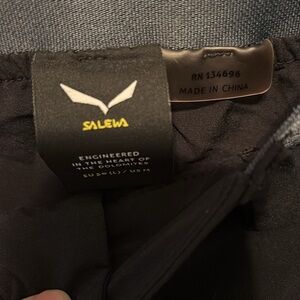 SALEWA
ENGINEERED
IN THE HEART OF
THE DOLOMITES
RN 134696
MADE IN CHINA